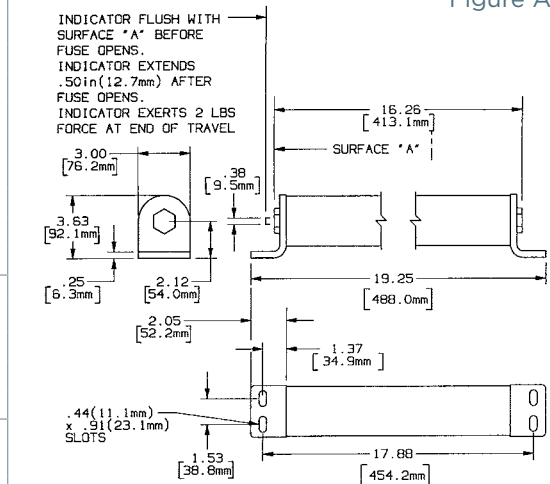 Figure A
INDICATOR FLUSH WITH
SURFACE "A" BEFORE
FUSE OPENS.
INDICATOR EXTENDS
.50in(12.7mm) AFTER
FUSE OPENS.
INDICATOR EXERTS 2 LBS
FORCE AT END OF TRAVEL
16.26
[413.1mm]
SURFACE "A"
3.00
[76.2mm]
.38
[9.5mm]
3.63
[92.1mm]
.25
[6.3mm]
2.12
[54.0mm]
19.25
[488.0mm]
2.05
[52.2mm]
1.37
[34.9mm]
.44(11.1mm)
x .91(23.1mm)
SLOTS
1.53
[38.8mm]
17.88
[454.2mm]